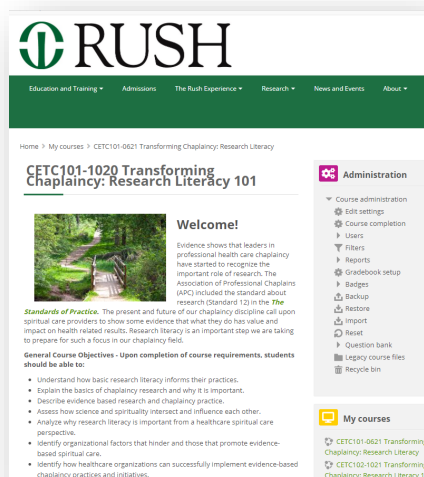 RUSH
Education and Training Admissions The Rush Experience Research News and Events About
Home > My courses > CETC101-0621 Transforming Chaplaincy: Research Literacy
CETC101-1020 Transforming
Chaplaincy: Research Literacy 101
Welcome!
Evidence shows that leaders in
professional health care chaplaincy
have started to recognize the
important role of research. The
Association of Professional Chaplains
(APC) included the standard about
research (Standard 12) in the The
Standards of Practice. The present and future of our chaplaincy discipline call upon
spiritual care providers to show some evidence that what they do has value and
impact on health related results. Research literacy is an important step we are taking
to prepare for such a focus in our chaplaincy field.
General Course Objectives - Upon completion of course requirements, students
should be able to:
• Understand how basic research literacy informs their practices.
• Explain the basics of chaplaincy research and why it is important.
• Describe evidence based research and chaplaincy practice.
• Assess how science and spirituality intersect and influence each other.
• Analyze why research literacy is important from a healthcare spiritual care
perspective.
• Identify organizational factors that hinder and those that promote evidence-
based spiritual care.
• Identify how healthcare organizations can successfully implement evidence-based
chaplaincy practices and initiatives.
Administration
Course administration
Edit settings
Course completion
Users
Filters
Reports
Gradebook setup
Badges
Backup
Restore
Import
Reset
Question bank
Legacy course files
Recycle bin
My courses
CETC101-0621 Transforming
Chaplaincy: Research Literacy
CETC102-1021 Transforming
Chaplaincy: Research Literacy